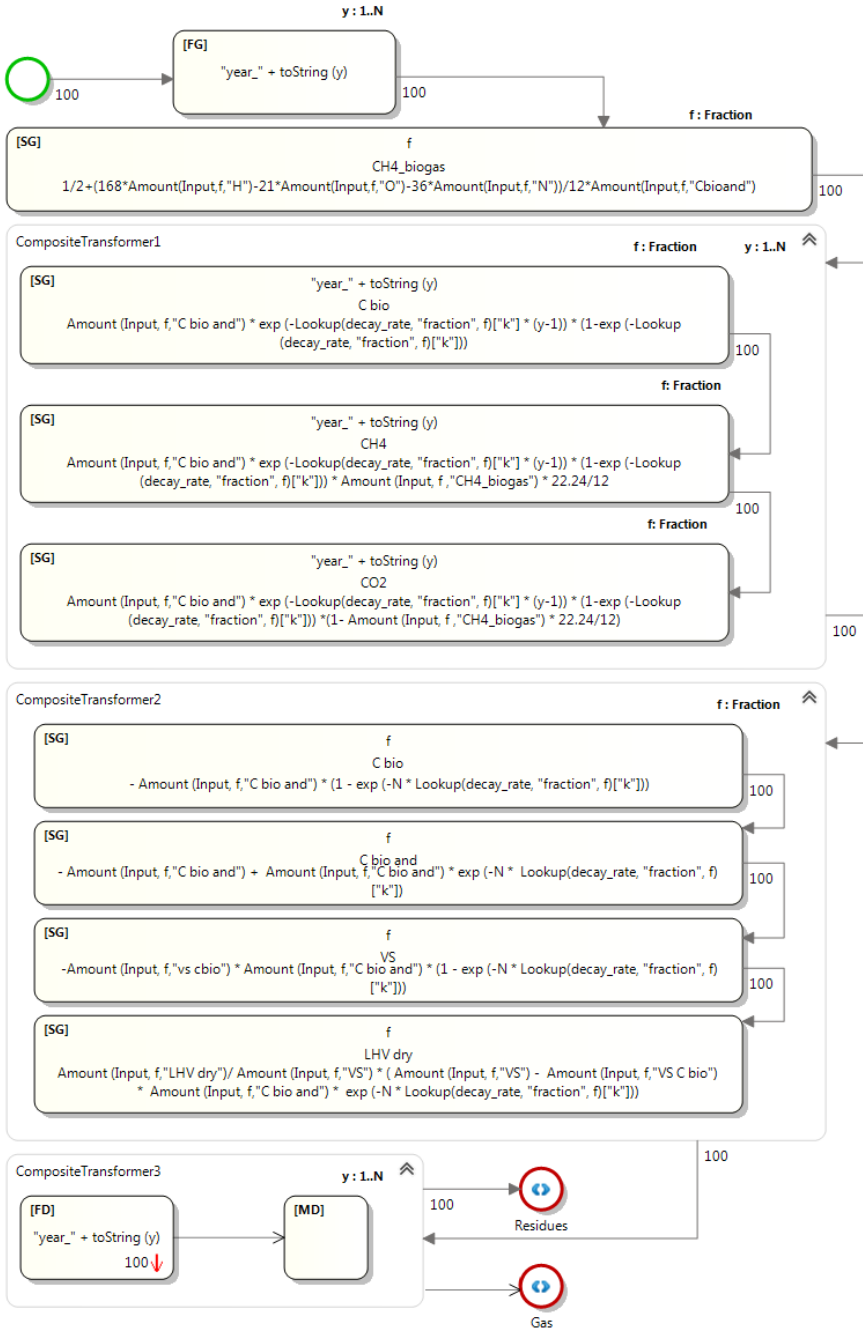 y : 1..N
[FG]
"year_" + toString (y)
100
100
f : Fraction
[SG]
f
CH4_biogas
1/2+(168*Amount(Input,f,"H")-21*Amount(Input,f,"O")-36*Amount(Input,f,"N"))/12*Amount(Input,f,"Cbioand")
100
CompositeTransformer1
f : Fraction
y : 1..N
[SG]
"year_" + toString (y)
C bio
Amount (Input, f,"C bio and") * exp (-Lookup(decay_rate, "fraction", f)["k"] * (y-1)) * (1-exp (-Lookup
(decay_rate, "fraction", f)["k"]))
100
f: Fraction
[SG]
"year_" + toString (y)
CH4
Amount (Input, f,"C bio and") * exp (-Lookup(decay_rate, "fraction", f)["k"] * (y-1)) * (1-exp (-Lookup
(decay_rate, "fraction", f)["k"])) * Amount (Input, f ,"CH4_biogas") * 22.24/12
100
f: Fraction
[SG]
"year_" + toString (y)
CO2
Amount (Input, f,"C bio and") * exp (-Lookup(decay_rate, "fraction", f)["k"] * (y-1)) * (1-exp (-Lookup
(decay_rate, "fraction", f)["k"])) *(1- Amount (Input, f ,"CH4_biogas") * 22.24/12)
100
CompositeTransformer2
f : Fraction
[SG]
f
C bio
- Amount (Input, f,"C bio and") * (1 - exp (-N * Lookup(decay_rate, "fraction", f)["k"]))
100
[SG]
f
C bio and
- Amount (Input, f,"C bio and") + Amount (Input, f,"C bio and") * exp (-N * Lookup(decay_rate, "fraction", f)
["k"])
100
[SG]
f
VS
-Amount (Input, f,"vs cbio") * Amount (Input, f,"C bio and") * (1 - exp (-N * Lookup(decay_rate, "fraction", f)
["k"]))
100
[SG]
f
LHV dry
Amount (Input, f,"LHV dry")/ Amount (Input, f,"VS") * ( Amount (Input, f,"VS") - Amount (Input, f,"VS C bio")
* Amount (Input, f,"C bio and") * exp (-N * Lookup(decay_rate, "fraction", f)["k"]))
100
CompositeTransformer3
y : 1..N
[FD]
"year_" + toString (y)
100
[MD]
100
Residues
Gas